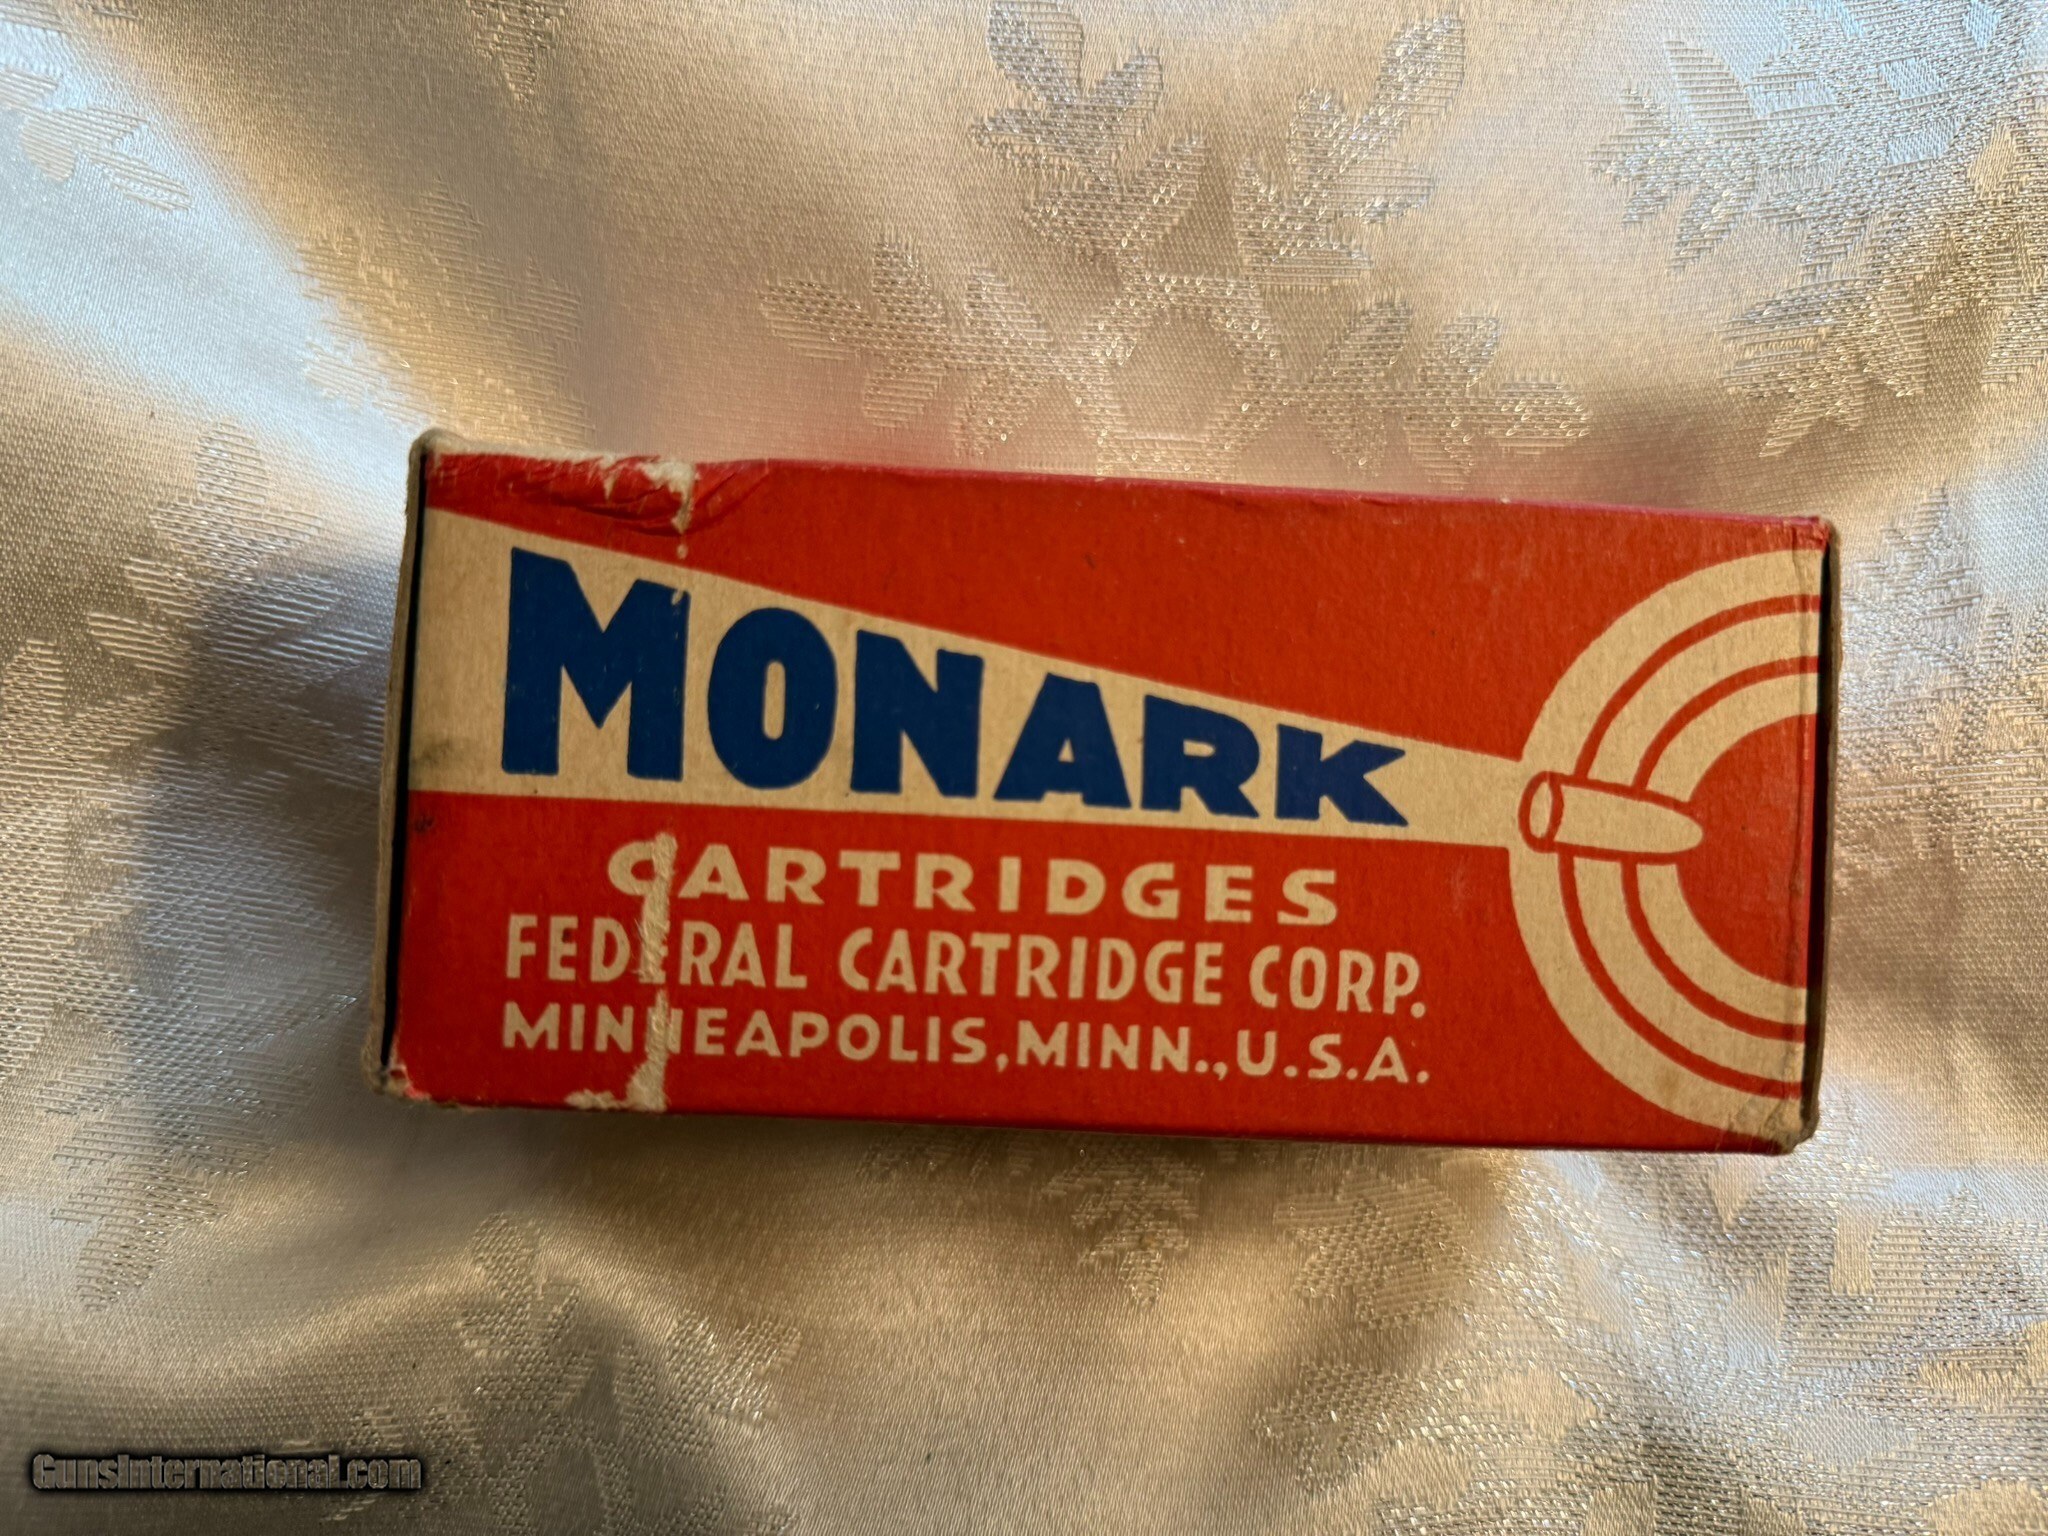 MONARK
CARTRIDGES
FEDERAL CARTRIDGE CORP.
MINNEAPOLIS, MINN., U.S.A.
GunsInternational.com